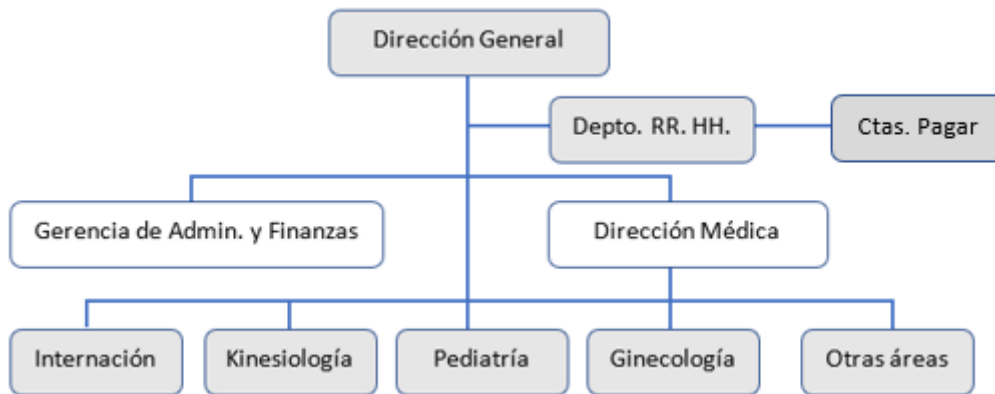 Dirección General
Depto. RR. HH.
Ctas. Pagar
Gerencia de Admin. y Finanzas
Dirección Médica
Internación
Kinesiología
Pediatría
Ginecología
Otras áreas